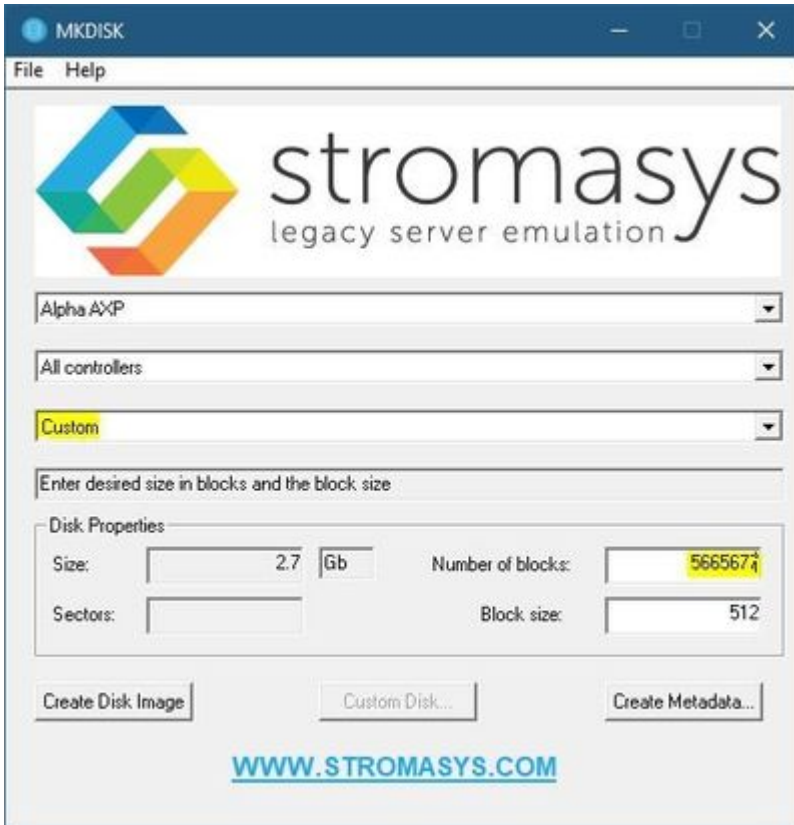 MKDISK
File Help
stromasys
legacy server emulation
Alpha AXP
All controllers
Custom
Enter desired size in blocks and the block size
Disk Properties
Size: 2.7 Gb Number of blocks:
Sectors: Block size: 512
Create Disk Image Custom Disk... Create Metadata...
WWW.STROMASYS.COM